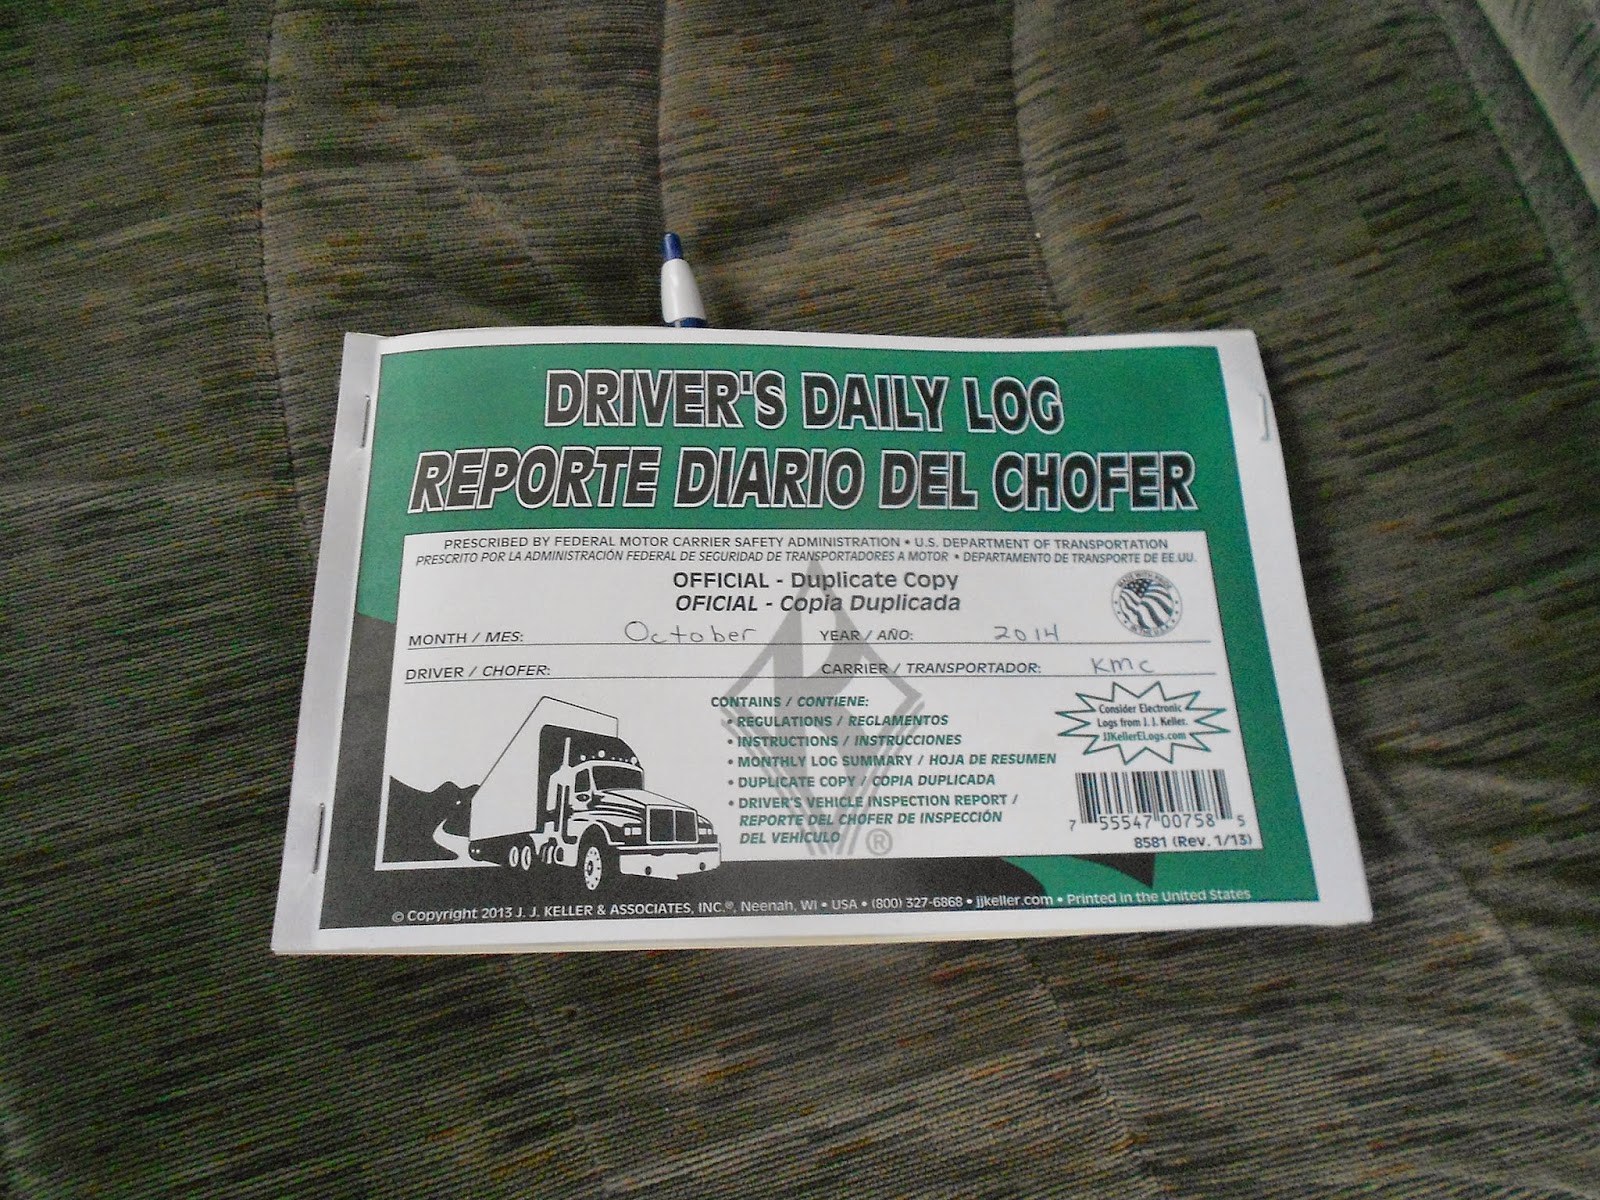 DRIVER'S DAILY LOG
REPORTE DIARIO DEL CHOFER
PRESCRIBED BY FEDERAL MOTOR CARRIER SAFETY ADMINISTRATION • U.S. DEPARTMENT OF TRANSPORTATION
PRESCRITO POR LA ADMINISTRACIÓN FEDERAL DE SEGURIDAD DE TRANSPORTADORES A MOTOR • DEPARTAMENTO DE TRANSPORTE DE EE.UU.
OFFICIAL - Duplicate Copy
OFICIAL - Copia Duplicada
MADE WITH PRIDE
IN THE U.S.A.
MONTH / MES: October YEAR / AÑO: 2014
DRIVER / CHOFER: CARRIER / TRANSPORTADOR: KMC
CONTAINS / CONTIENE:
• REGULATIONS / REGLAMENTOS
• INSTRUCTIONS / INSTRUCCIONES
• MONTHLY LOG SUMMARY / HOJA DE RESUMEN
• DUPLICATE COPY / COPIA DUPLICADA
• DRIVER'S VEHICLE INSPECTION REPORT /
REPORTE DEL CHOFER DE INSPECCIÓN
DEL VEHÍCULO
®
Consider Electronic
Logs from J. J. Keller.
JJKellerELogs.com
7 55547 00758 5
8581 (Rev. 1/13)
© Copyright 2013 J. J. KELLER & ASSOCIATES, INC.®, Neenah, WI • USA • (800) 327-6868 • jjkeller.com • Printed in the United States